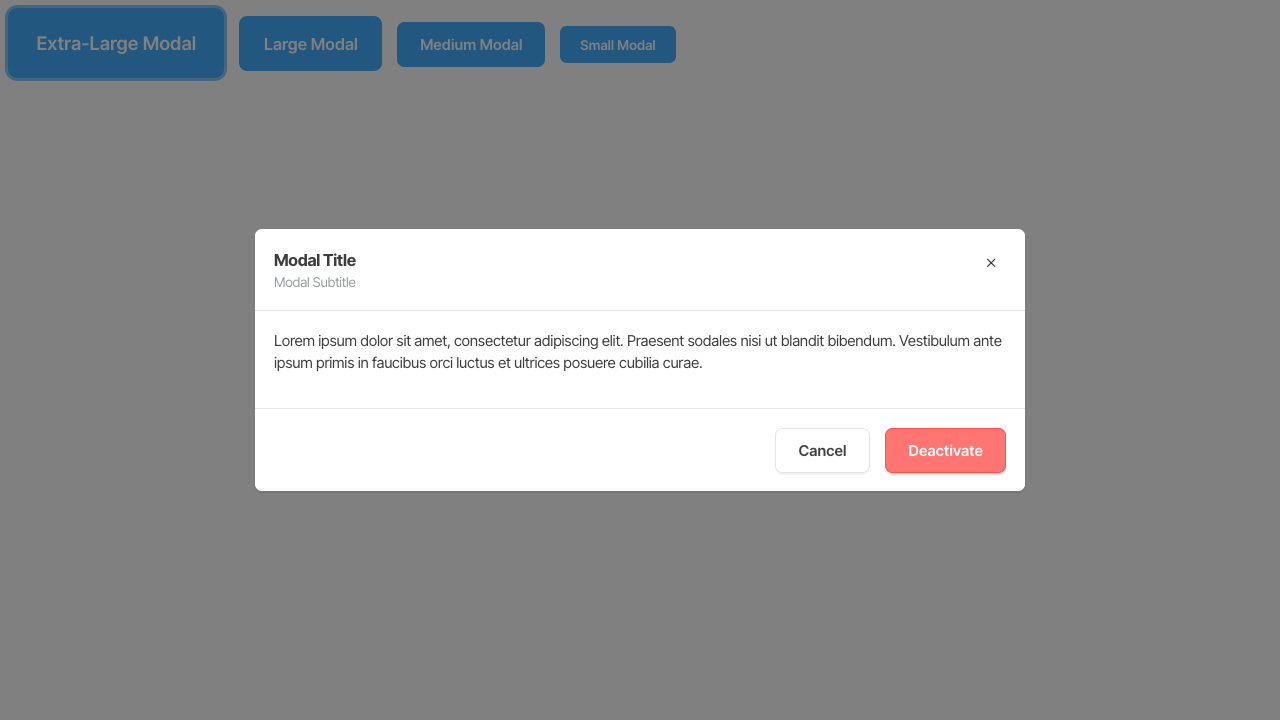 Extra-Large Modal
Large Modal
Medium Modal
Small Modal
Modal Title
Modal Subtitle
Lorem ipsum dolor sit amet, consectetur adipiscing elit. Praesent sodales nisi ut blandit bibendum. Vestibulum ante
ipsum primis in faucibus orci luctus et ultrices posuere cubilia curae.
Cancel
Deactivate